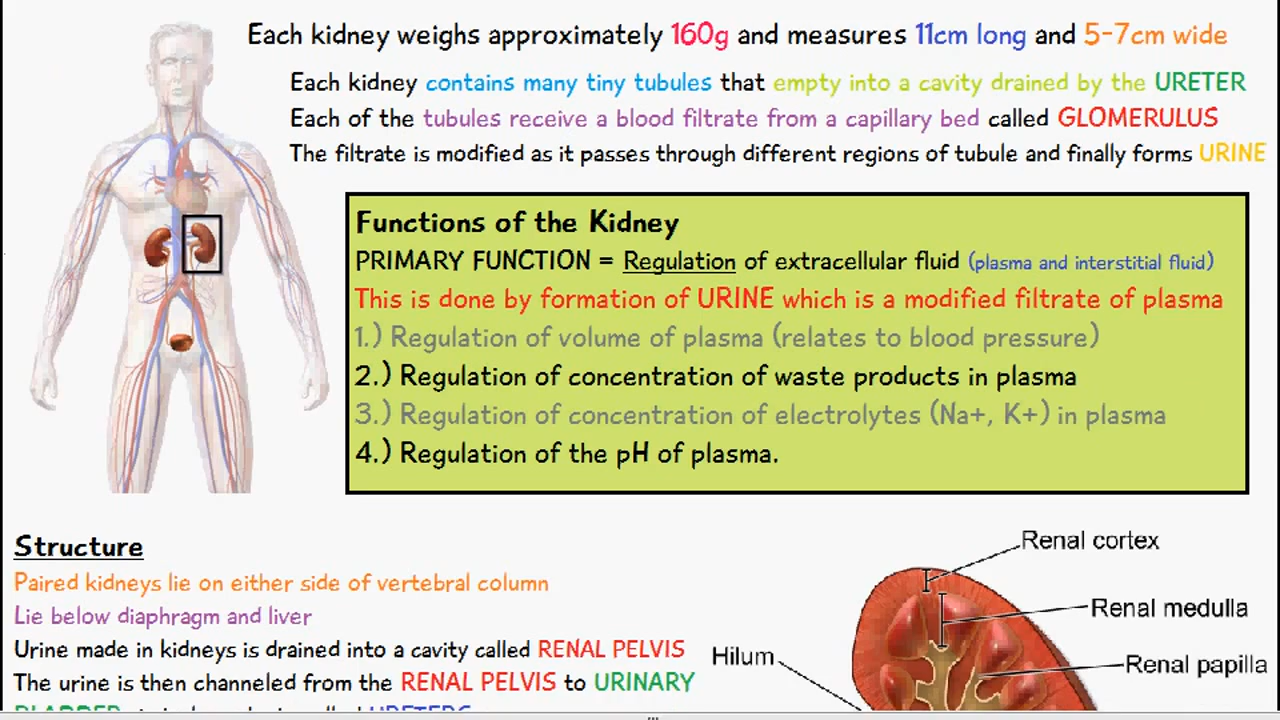 Each kidney weighs approximately 160g and measures 11cm long and 5-7cm wide
Each kidney contains many tiny tubules that empty into a cavity drained by the URETER
Each of the tubules receive a blood filtrate from a capillary bed called GLOMERULUS
The filtrate is modified as it passes through different regions of tubule and finally forms URINE
Functions of the Kidney
PRIMARY FUNCTION = Regulation of extracellular fluid (plasma and interstitial fluid)
This is done by formation of URINE which is a modified filtrate of plasma
1.) Regulation of volume of plasma (relates to blood pressure)
2.) Regulation of concentration of waste products in plasma
3.) Regulation of concentration of electrolytes (Na+, K+) in plasma
4.) Regulation of the pH of plasma.
Structure
Paired kidneys lie on either side of vertebral column
Lie below diaphragm and liver
Urine made in kidneys is drained into a cavity called RENAL PELVIS
The urine is then channeled from the RENAL PELVIS to URINARY
BLADDER
called URETERS
Renal cortex
Renal medulla
Renal papilla
Hilum